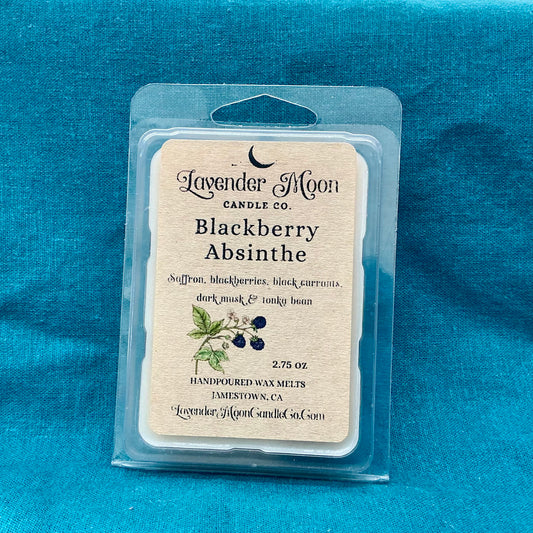 Lavender Moon
CANDLE CO.
Blackberry
Absinthe
Saffron, blackberries, black currants,
dark musk & tonka bean
2.75 OZ
HANDPOURED WAX MELTS
JAMESTOWN, CA
LavenderMoonCandleCo.Com